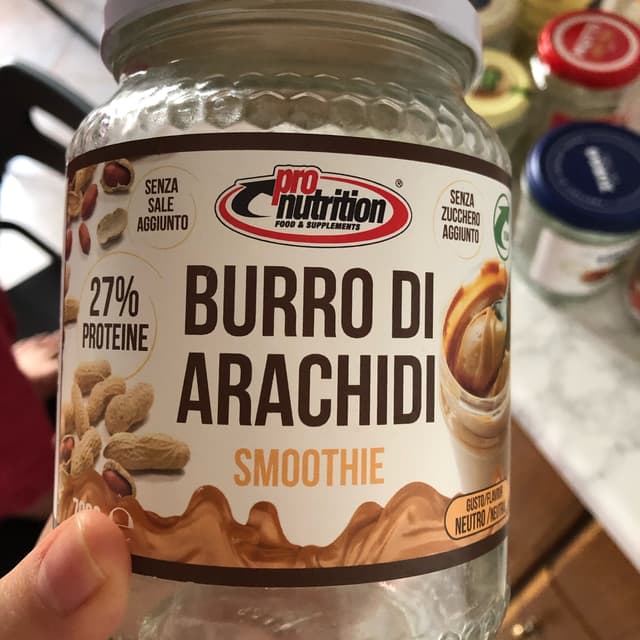 pro
nutrition
®
FOOD & SUPPLEMENTS
SENZA
SALE
AGGIUNTO
SENZA
ZUCCHERO
AGGIUNTO
27%
PROTEINE
BURRO DI
ARACHIDI
SMOOTHIE
GUSTO/FLAVOUR
NEUTRO/NEUTRAL